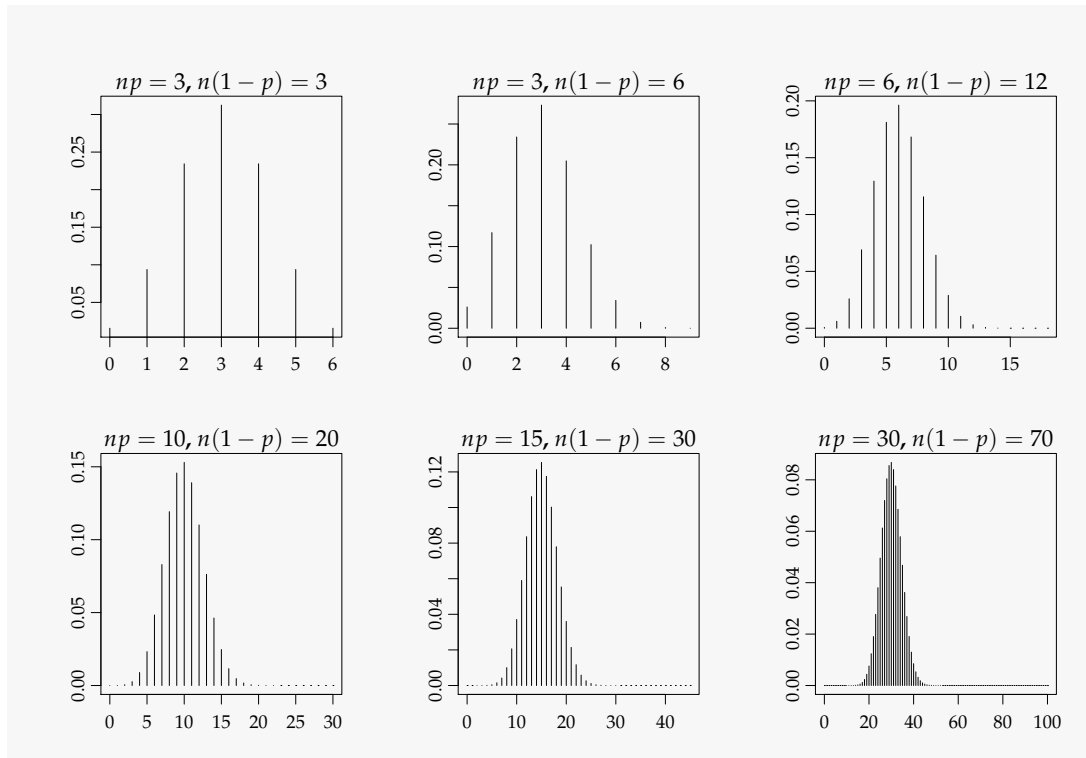 np = 3, n(1 − p) = 3
0.25
0.15
0.05
0 1 2 3 4 5 6
np = 3, n(1 − p) = 6
0.20
0.10
0.00
0 2 4 6 8
np = 6, n(1 − p) = 12
0.20
0.15
0.10
0.05
0.00
0 5 10 15
np = 10, n(1 − p) = 20
0.15
0.10
0.05
0.00
0 5 10 15 20 25 30
np = 15, n(1 − p) = 30
0.12
0.08
0.04
0.00
0 10 20 30 40
np = 30, n(1 − p) = 70
0.08
0.06
0.04
0.02
0.00
0 20 40 60 80 100